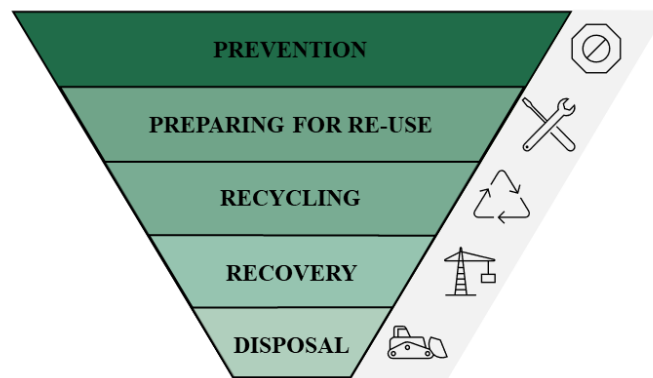 PREVENTION
PREPARING FOR RE-USE
RECYCLING
RECOVERY
DISPOSAL